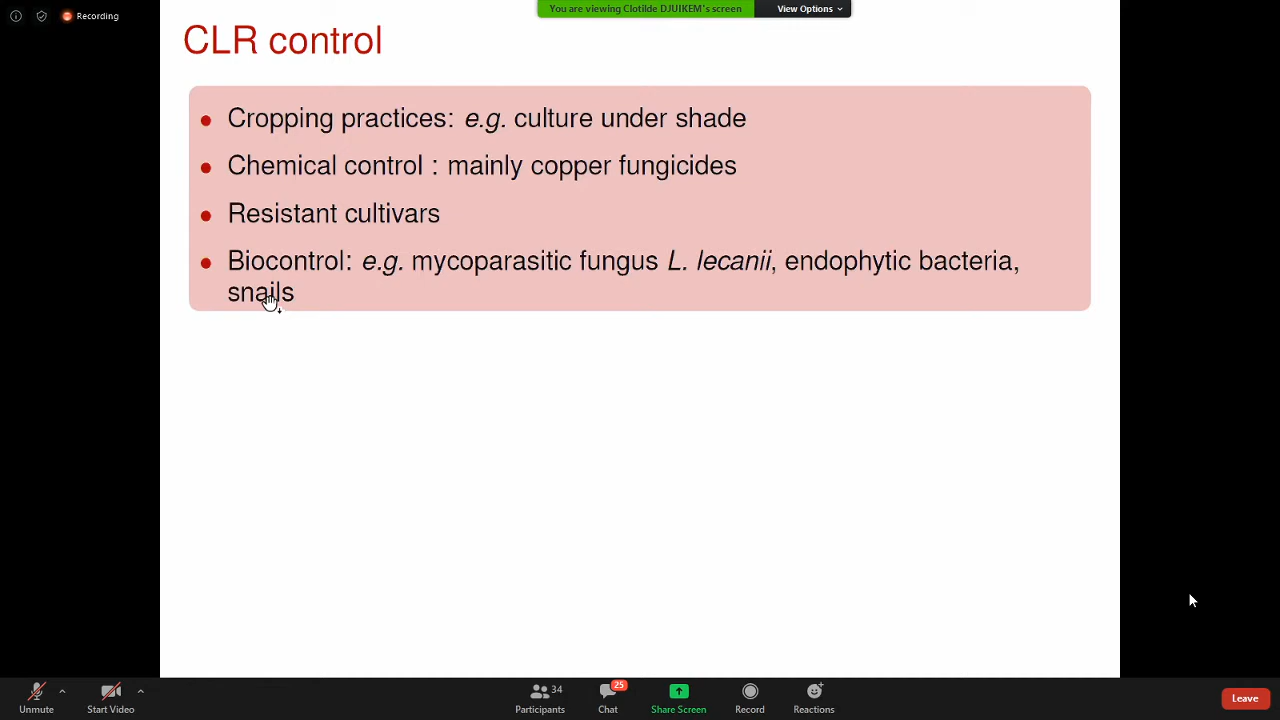 Recording
You are viewing Clotilde DJUIKEM's screen
View Options
CLR control
Cropping practices: e.g. culture under shade
Chemical control : mainly copper fungicides
Resistant cultivars
Biocontrol: e.g. mycoparasitic fungus L. lecanii, endophytic bacteria,
snails
Unmute
Start Video
34
Participants
25
Chat
Share Screen
Record
Reactions
Leave